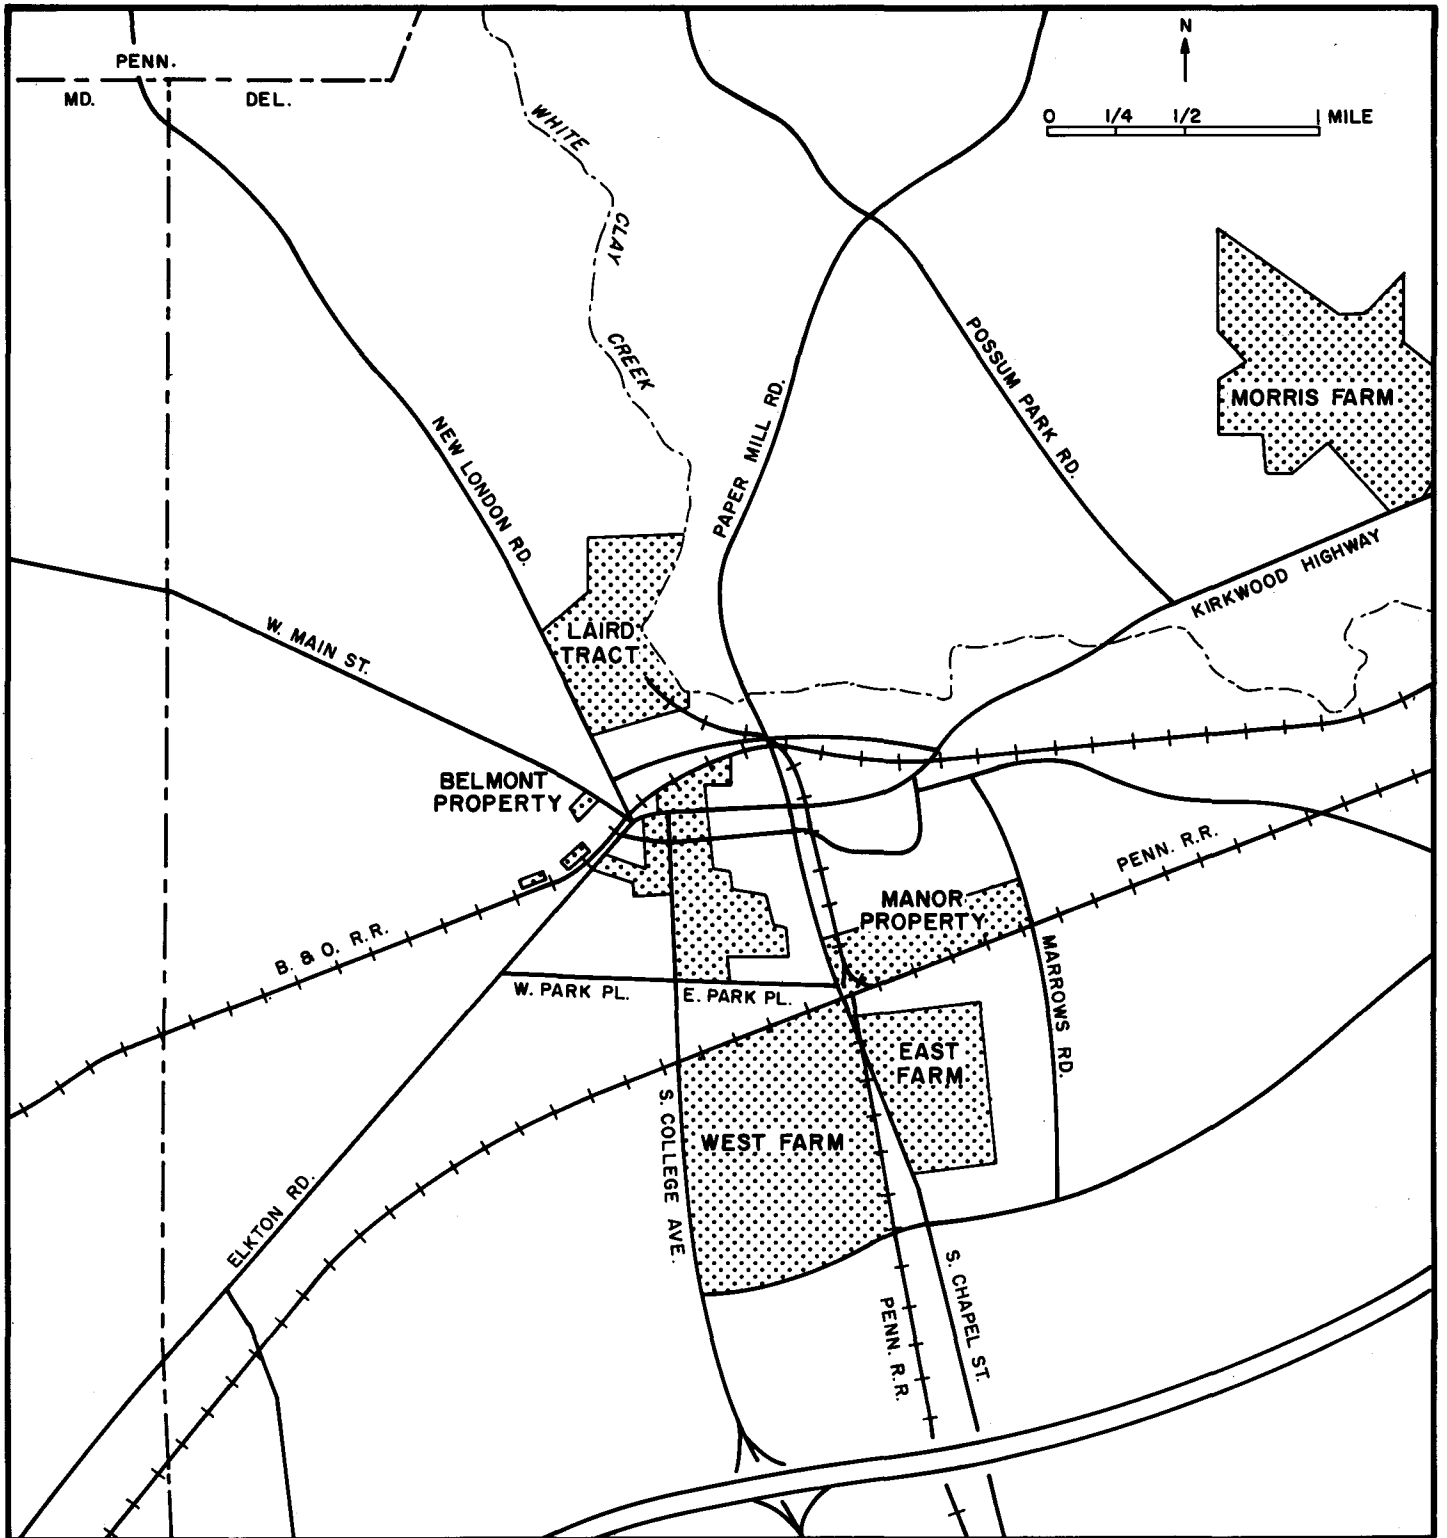 N
PENN.
MD.
DEL.
0 1/4 1/2 1 MILE
WHITE
CLAY
CREEK
POSSUM PARK RD.
PAPER MILL RD.
MORRIS FARM
NEW LONDON RD.
KIRKWOOD HIGHWAY
W. MAIN ST.
LAIRD
TRACT
BELMONT
PROPERTY
PENN. R.R.
MANOR
PROPERTY
B. & O. R.R.
MARROWS RD.
W. PARK PL.
E. PARK PL.
EAST
FARM
S. COLLEGE AVE.
WEST FARM
ELKTON RD.
S. CHAPEL ST.
PENN. R.R.